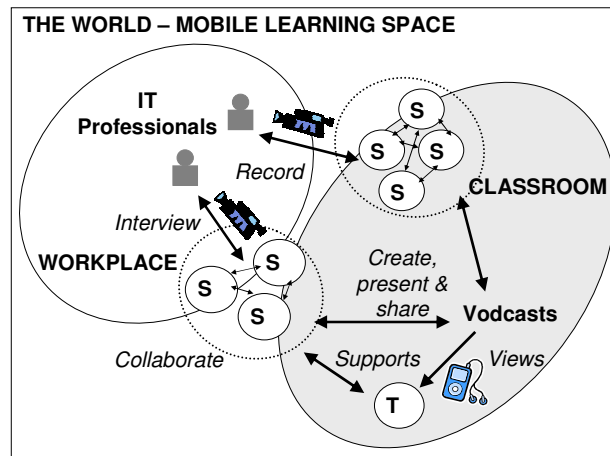 THE WORLD – MOBILE LEARNING SPACE
IT
Professionals
Record
Interview
WORKPLACE
S
S
S
S
CLASSROOM
S
S
S
Collaborate
Create,
present &
share
Vodcasts
Supports
Views
T